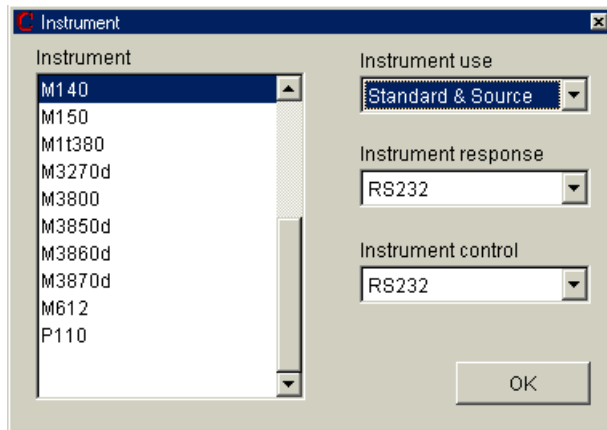 Instrument
Instrument
M140
M150
M1t380
M3270d
M3800
M3850d
M3860d
M3870d
M612
P110
Instrument use
Standard & Source
Instrument response
RS232
Instrument control
RS232
OK